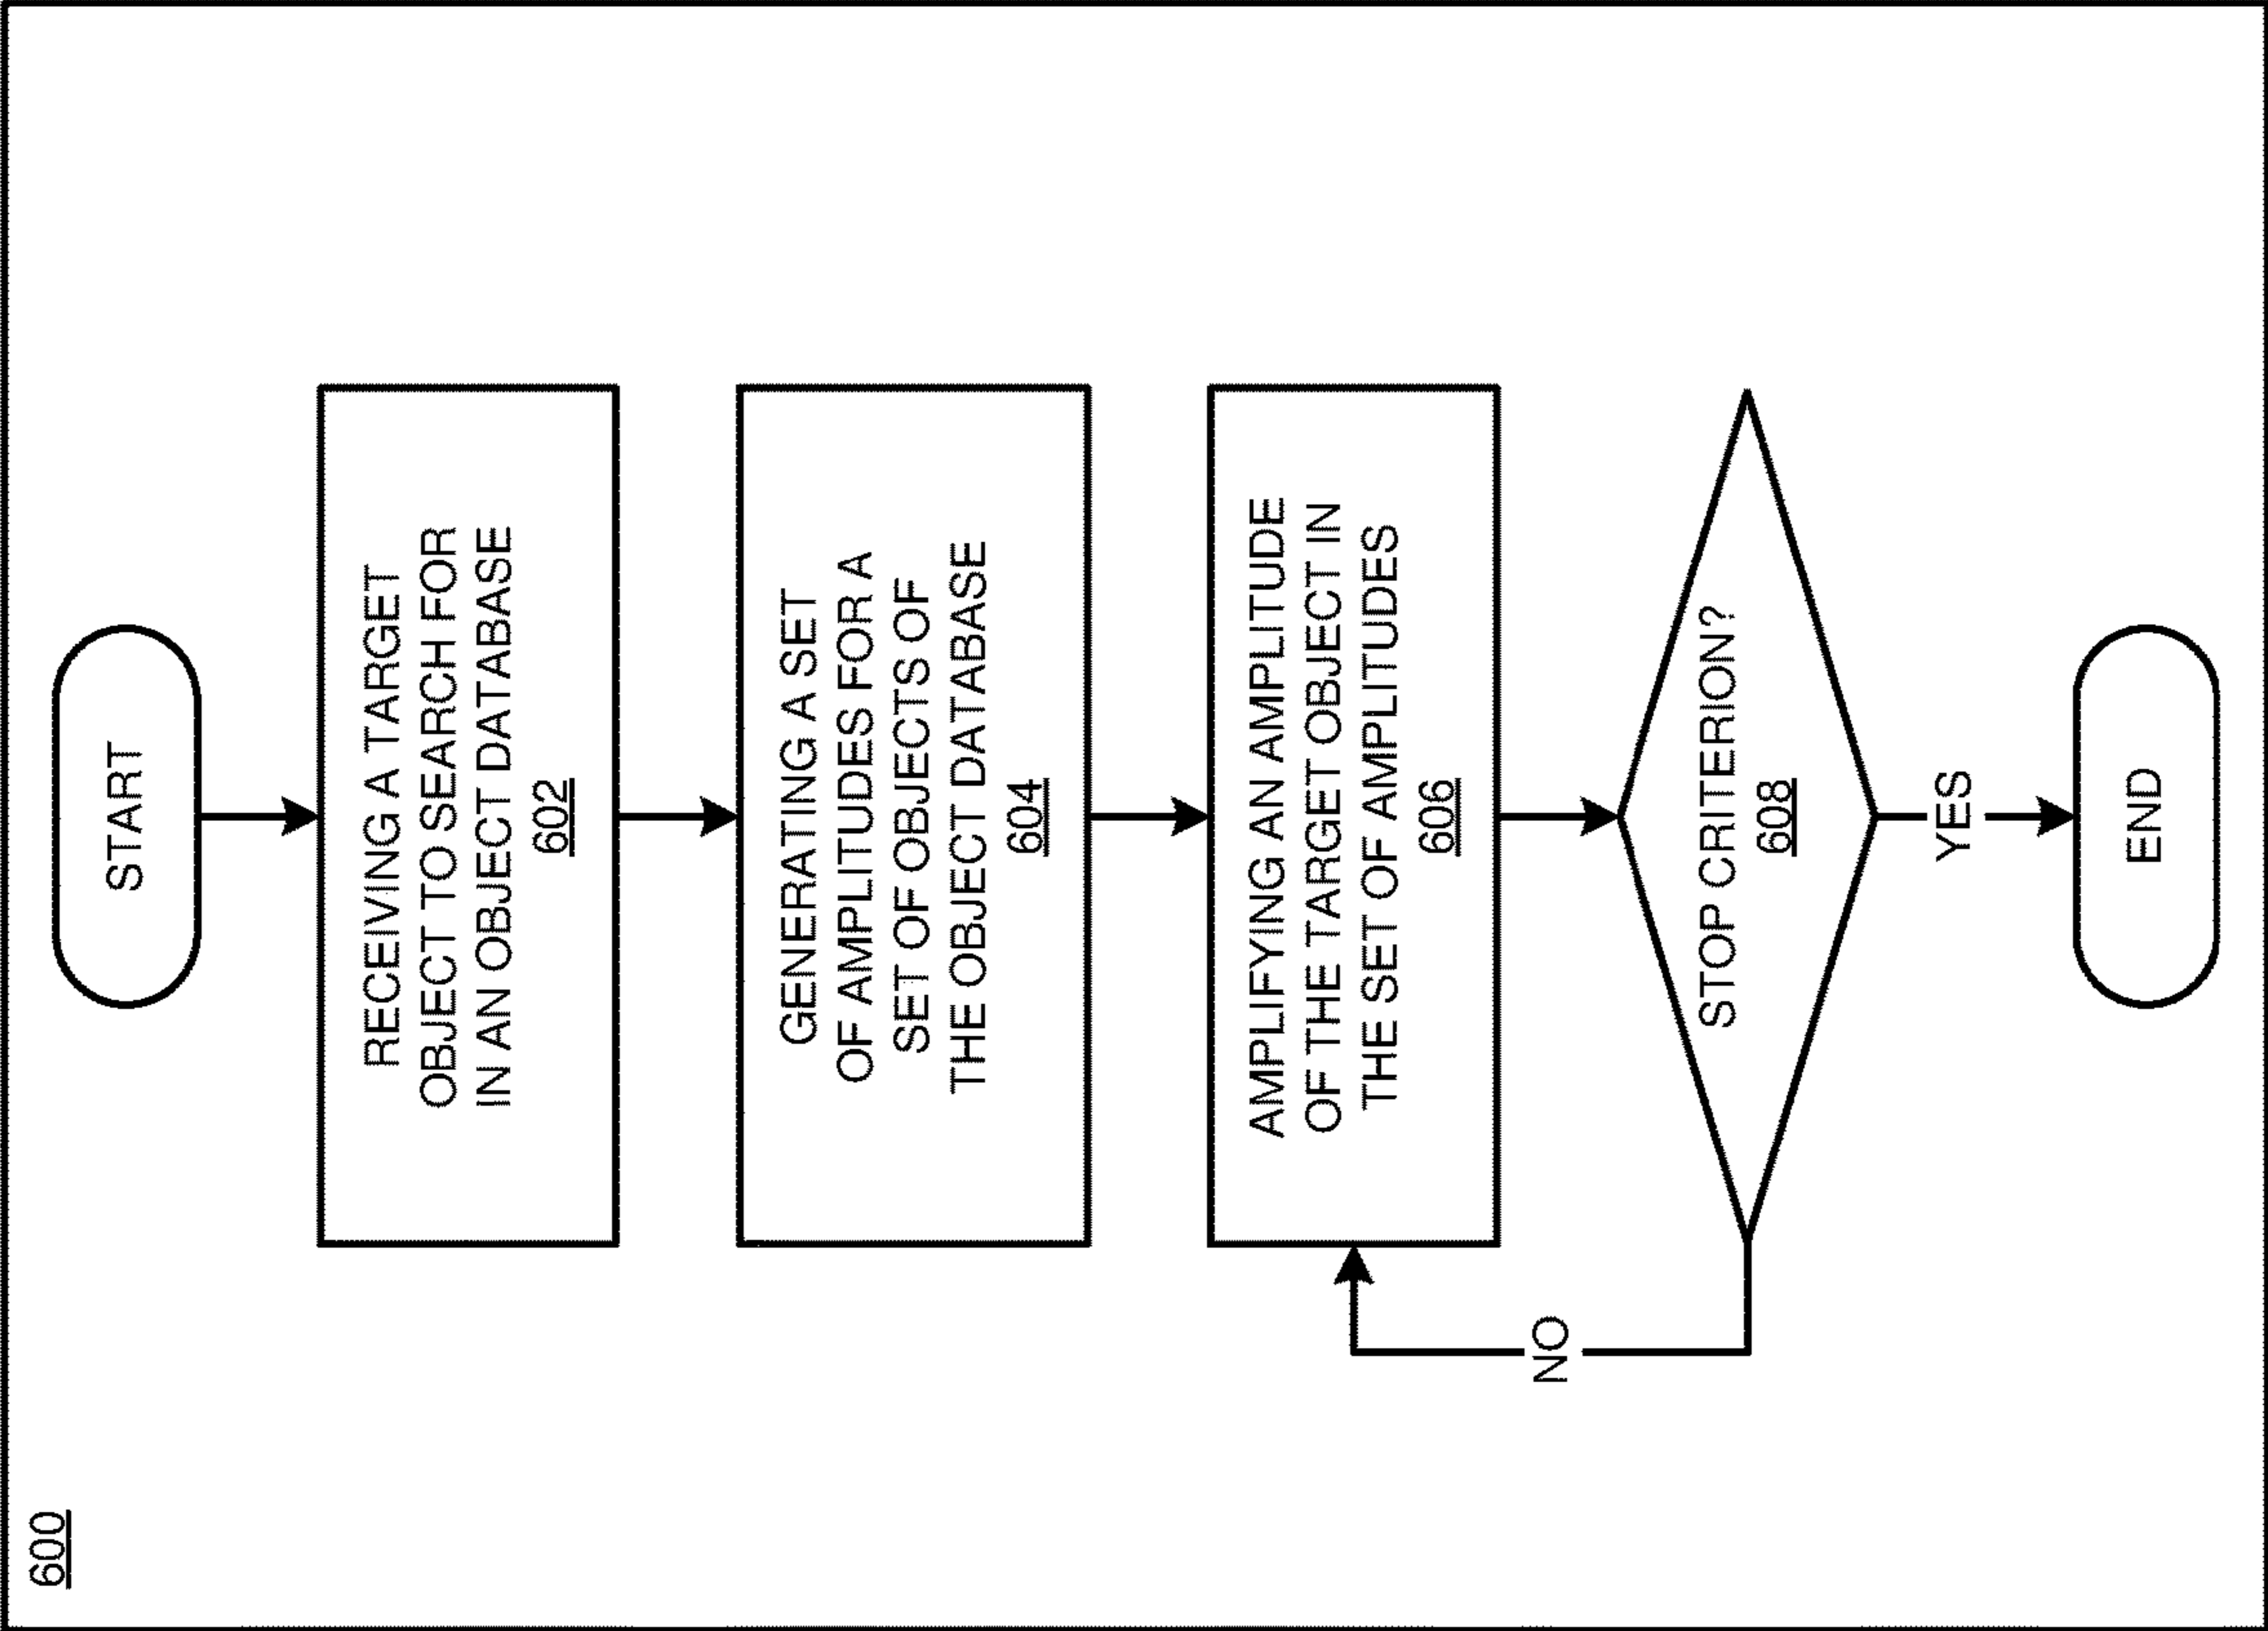 600
START
RECEIVING A TARGET
OBJECT TO SEARCH FOR
IN AN OBJECT DATABASE
602
GENERATING A SET
OF AMPLITUDES FOR A
SET OF OBJECTS OF
THE OBJECT DATABASE
604
AMPLIFYING AN AMPLITUDE
OF THE TARGET OBJECT IN
THE SET OF AMPLITUDES
606
NO
STOP CRITERION?
608
YES
END